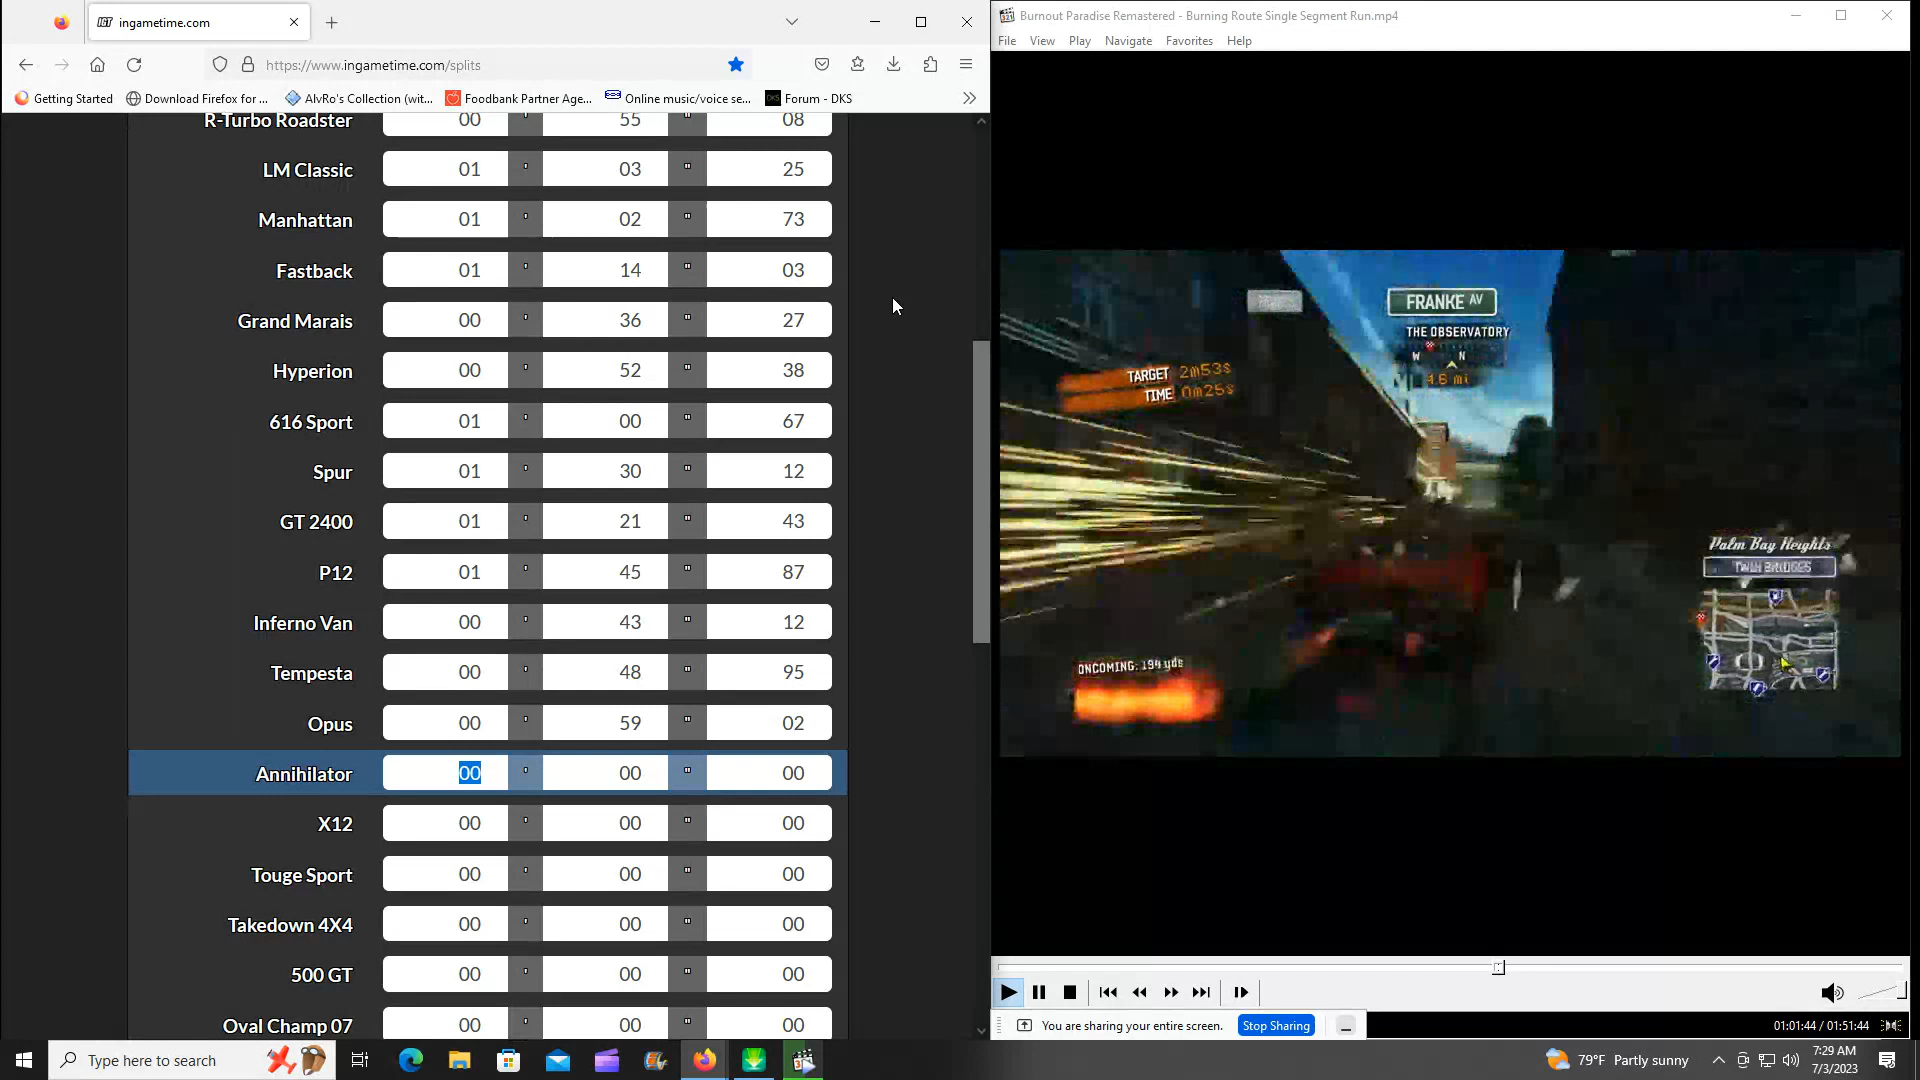 ingametime.com
https://www.ingametime.com/splits
Getting Started
Download Firefox for ...
AlvRo's Collection (wit...
Foodbank Partner Age...
Online music/voice se...
Forum - DKS
R-Turbo Roadster 00 ' 55 " 08
LM Classic 01 ' 03 " 25
Manhattan 01 ' 02 " 73
Fastback 01 ' 14 " 03
Grand Marais 00 ' 36 " 27
Hyperion 00 ' 52 " 38
616 Sport 01 ' 00 " 67
Spur 01 ' 30 " 12
GT 2400 01 ' 21 " 43
P12 01 ' 45 " 87
Inferno Van 00 ' 43 " 12
Tempesta 00 ' 48 " 95
Opus 00 ' 59 " 02
Annihilator 00 ' 00 " 00
X12 00 ' 00 " 00
Touge Sport 00 ' 00 " 00
Takedown 4X4 00 ' 00 " 00
500 GT 00 ' 00 " 00
Oval Champ 07 00 00 00
Burnout Paradise Remastered - Burning Route Single Segment Run.mp4
File View Play Navigate Favorites Help
FRANKE AV
THE OBSERVATORY
W N
4.6 mi
TARGET 2m53s
TIME 0m25s
Palm Bay Heights
TWIN BRIDGES
ONCOMING: 194 yds
You are sharing your entire screen.
Stop Sharing
01:01:44 / 01:51:44
Type here to search
79°F Partly sunny
7:29 AM
7/3/2023